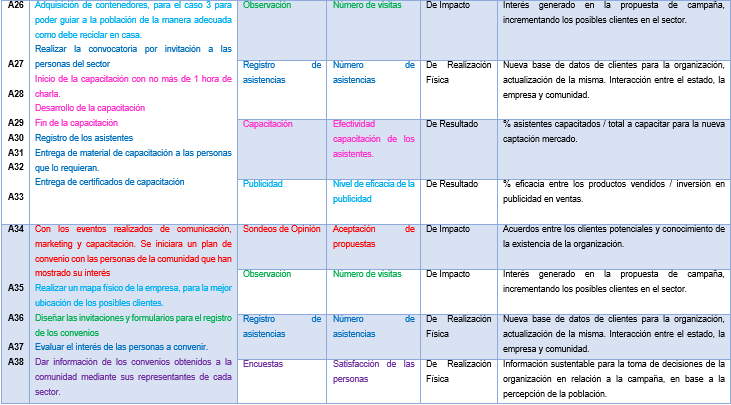 A26
Adquisición de contenedores, para el caso 3 para
poder guiar a la población de la manera adecuada
como debe reciclar en casa.
Realizar la convocatoria por invitación a las
personas del sector
A27
Inicio de la capacitación con no más de 1 hora de
A28
charla.
Desarrollo de la capacitación
A29
Fin de la capacitación
A30
Registro de los asistentes
A31
Entrega de material de capacitación a las personas
A32
que lo requieran.
Entrega de certificados de capacitación
A33
Observación
Número de visitas
De Impacto
Interés generado en la propuesta de campaña,
incrementando los posibles clientes en el sector.
Registro de
asistencias
Número de
asistencias
De Realización
Física
Nueva base de datos de clientes para la organización,
actualización de la misma. Interacción entre el estado, la
empresa y comunidad.
Capacitación
Efectividad
capacitación de los
asistentes.
De Resultado
% asistentes capacitados / total a capacitar para la nueva
captación mercado.
Publicidad
Nivel de eficacia de la
publicidad
De Resultado
% eficacia entre los productos vendidos / inversión en
publicidad en ventas.
A34
Con los eventos realizados de comunicación,
marketing y capacitación. Se iniciara un plan de
convenio con las personas de la comunidad que han
mostrado su interés
A35
Realizar un mapa físico de la empresa, para la mejor
ubicación de los posibles clientes.
A36
Diseñar las invitaciones y formularios para el registro
de los convenios
A37
Evaluar el interés de las personas a convenir.
A38
Dar información de los convenios obtenidos a la
comunidad mediante sus representantes de cada
sector.
Sondeos de Opinión
Aceptación de
propuestas
De Impacto
Acuerdos entre los clientes potenciales y conocimiento de
la existencia de la organización.
Observación
Número de visitas
De Impacto
Interés generado en la propuesta de campaña,
incrementando los posibles clientes en el sector.
Registro de
asistencias
Número de
asistencias
De Realización
Física
Nueva base de datos de clientes para la organización,
actualización de la misma. Interacción entre el estado, la
empresa y comunidad.
Encuestas
Satisfacción de las
personas
De Realización
Física
Información sustentable para la toma de decisiones de la
organización en relación a la campaña, en base a la
percepción de la población.